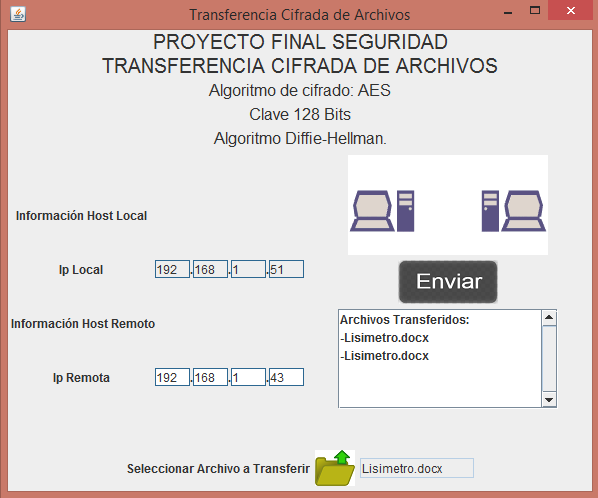 Transferencia Cifrada de Archivos
PROYECTO FINAL SEGURIDAD
TRANSFERENCIA CIFRADA DE ARCHIVOS
Algoritmo de cifrado: AES
Clave 128 Bits
Algoritmo Diffie-Hellman.
Información Host Local
Ip Local 192 . 168 . 1 . 51
Enviar
Información Host Remoto
Archivos Transferidos:
-Lisimetro.docx
-Lisimetro.docx
Ip Remota 192 . 168 . 1 . 43
Seleccionar Archivo a Transferir Lisimetro.docx